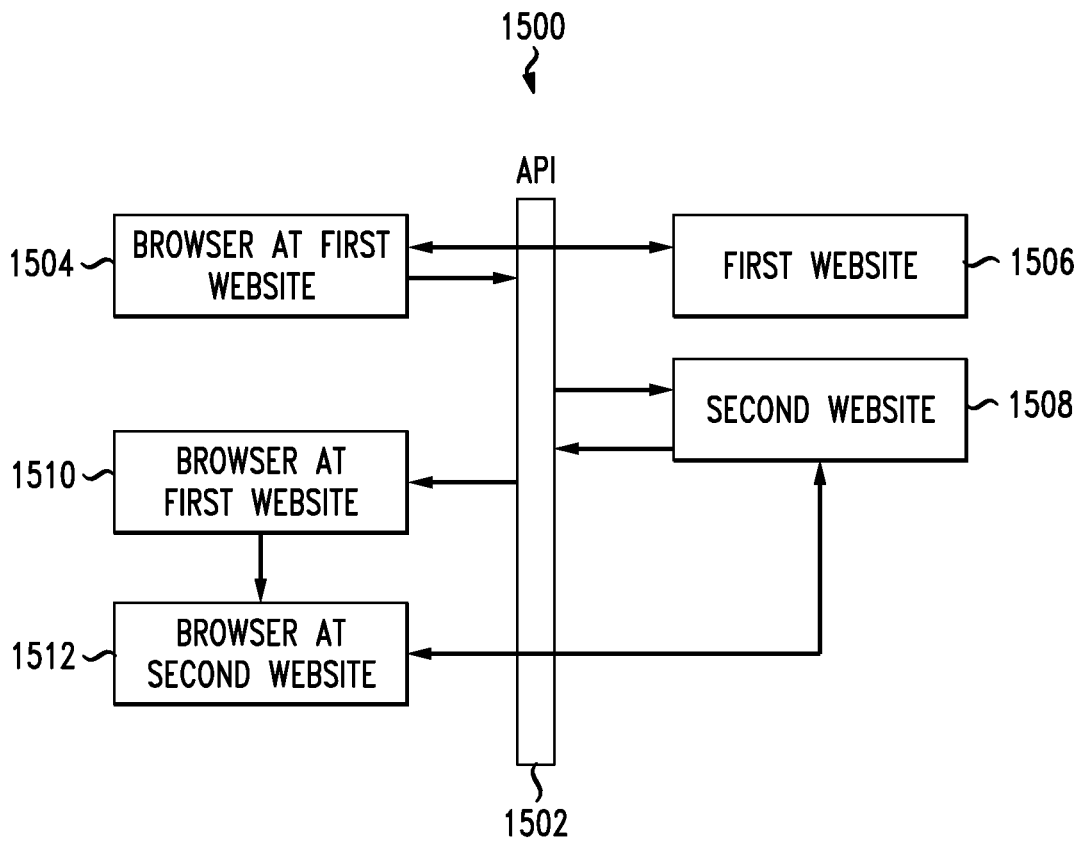 1500
API
1504
BROWSER AT FIRST
WEBSITE
FIRST WEBSITE
1506
SECOND WEBSITE
1508
1510
BROWSER AT
FIRST WEBSITE
1512
BROWSER AT
SECOND WEBSITE
1502